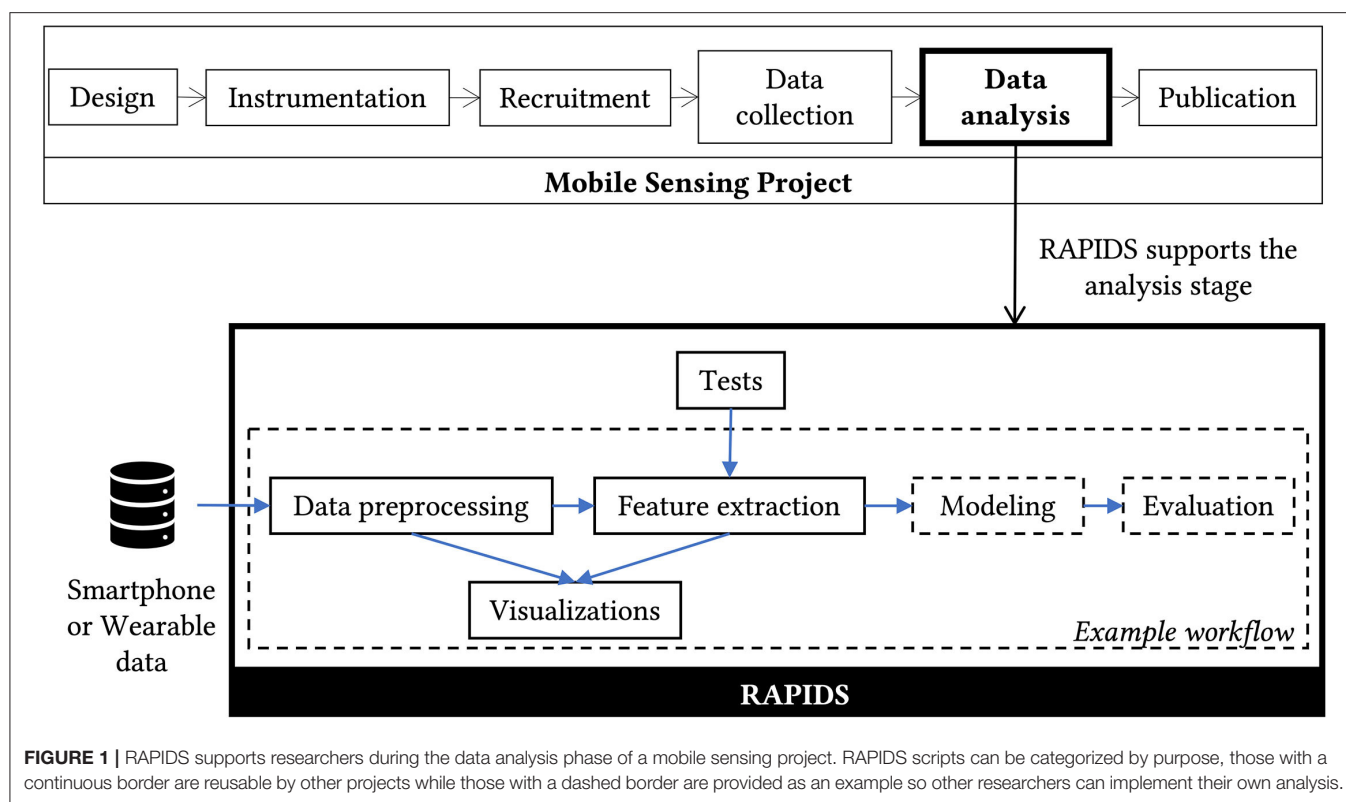 Design
Instrumentation
Recruitment
Data
collection
Data
analysis
Publication
Mobile Sensing Project
RAPIDS supports the
analysis stage
Tests
Data preprocessing
Feature extraction
Modeling
Evaluation
Visualizations
Smartphone
or Wearable
data
Example workflow
RAPIDS
FIGURE 1 | RAPIDS supports researchers during the data analysis phase of a mobile sensing project. RAPIDS scripts can be categorized by purpose, those with a
continuous border are reusable by other projects while those with a dashed border are provided as an example so other researchers can implement their own analysis.